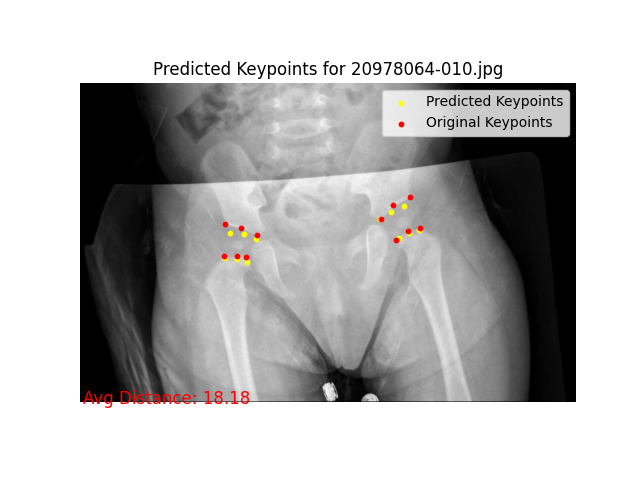 Predicted Keypoints for 20978064-010.jpg
Predicted Keypoints
Original Keypoints
Avg Distance: 18.18